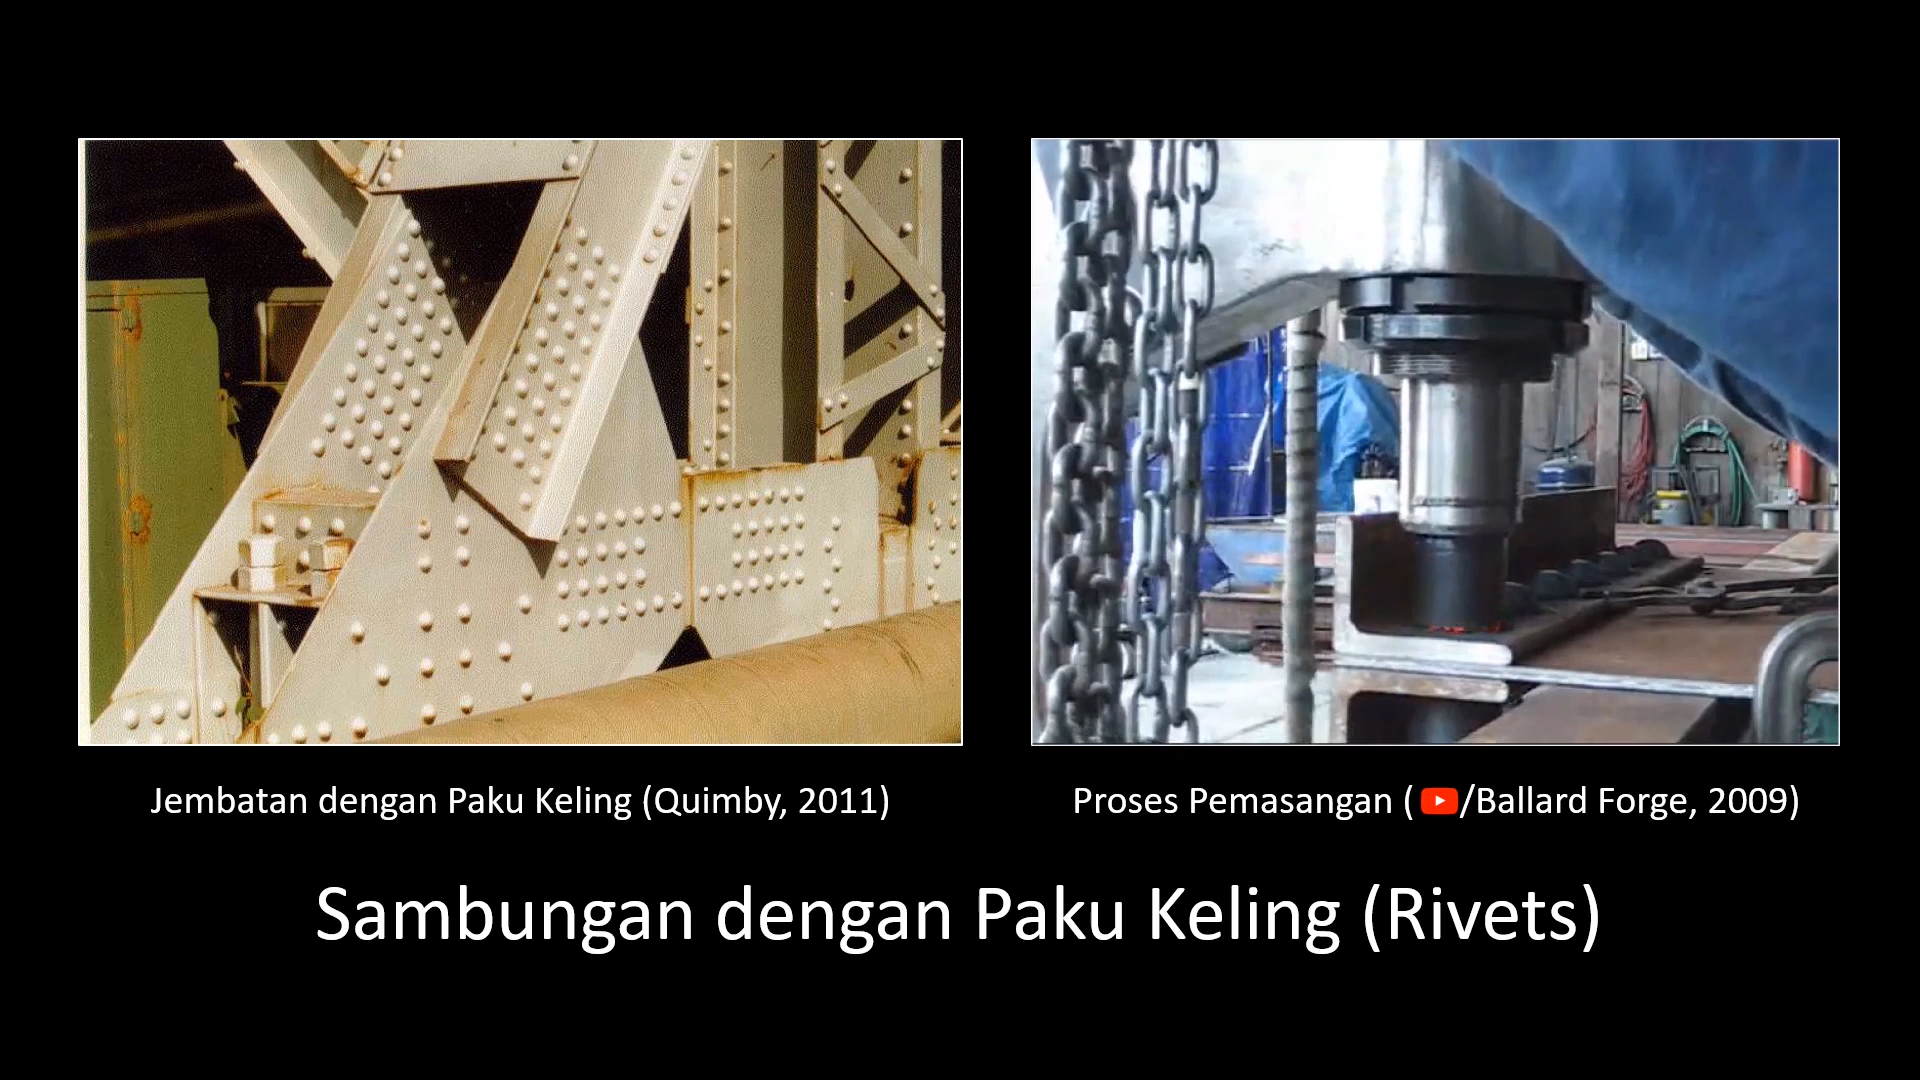 Jembatan dengan Paku Keling (Quimby, 2011)
Proses Pemasangan ( /Ballard Forge, 2009)
Sambungan dengan Paku Keling (Rivets)